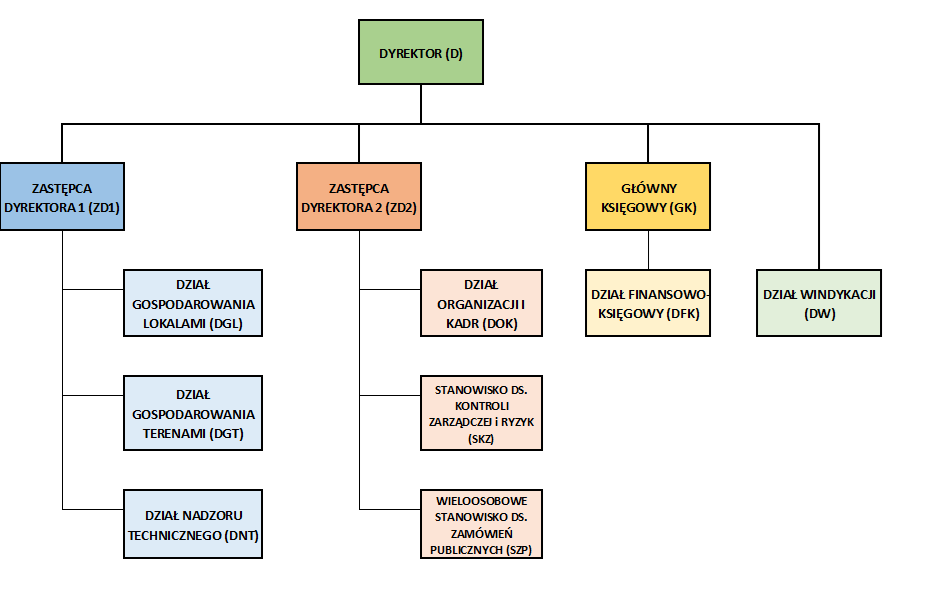 DYREKTOR (D)
ZASTĘPCA
DYREKTORA 1 (ZD1)
ZASTĘPCA
DYREKTORA 2 (ZD2)
GŁÓWNY
KSIĘGOWY (GK)
DZIAŁ
GOSPODAROWANIA
LOKALAMI (DGL)
DZIAŁ
ORGANIZACJI I
KADR (DOK)
DZIAŁ FINANSOWO-
KSIĘGOWY (DFK)
DZIAŁ WINDYKACJI
(DW)
DZIAŁ
GOSPODAROWANIA
TERENAMI (DGT)
STANOWISKO DS.
KONTROLI
ZARZĄDCZEJ i RYZYK
(SKZ)
DZIAŁ NADZORU
TECHNICZNEGO (DNT)
WIELOOSOBOWE
STANOWISKO DS.
ZAMÓWIEŃ
PUBLICZNYCH (SZP)